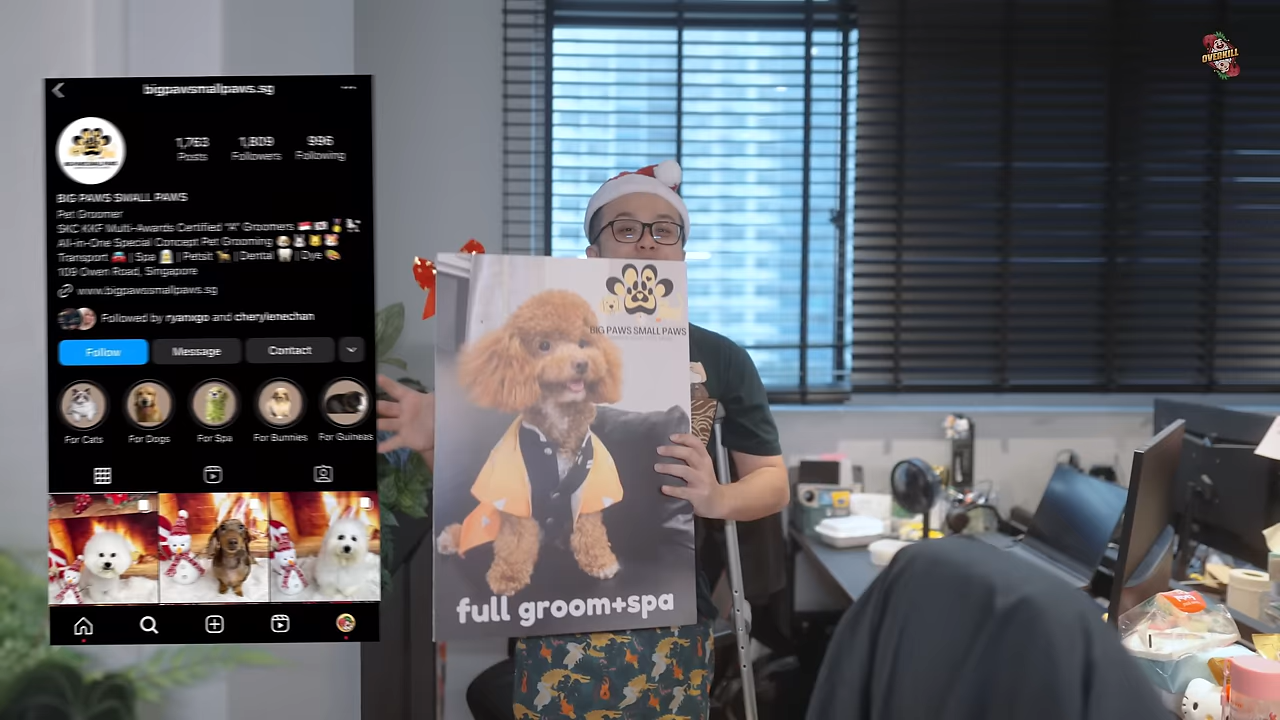 bigpawsmallpaws.sg
1,763
1,809
996
Posts
Followers
Following
BIG PAWS SMALL PAWS
Pet Groomer
SKC KKF Multi-Awards Certified "A" Groomers
All-in-One Special Concept Pet Grooming
Transport | Spa | Petsit | Dental | Dye
109 Owen Road, Singapore
www.bigpawssmallpaws.sg
Followed by ryanxgo and cherylenechan
Follow
Message
Contact
For Cats
For Dogs
For Spa
For Bunnies
For Guineas
BIG PAWS SMALL PAWS
full groom+spa
OVERKILL